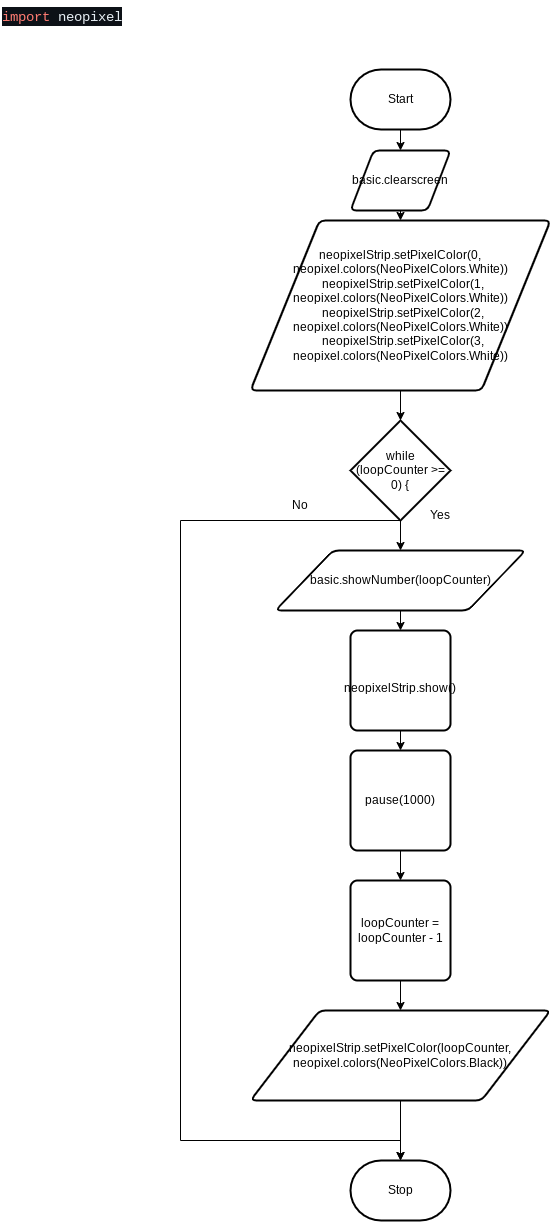 import neopixel
Start
basic.clearscreen
neopixelStrip.setPixelColor(0,
neopixel.colors(NeoPixelColors.White))
neopixelStrip.setPixelColor(1,
neopixel.colors(NeoPixelColors.White))
neopixelStrip.setPixelColor(2,
neopixel.colors(NeoPixelColors.White))
neopixelStrip.setPixelColor(3,
neopixel.colors(NeoPixelColors.White))
while
(loopCounter >=
0) {
No
Yes
basic.showNumber(loopCounter)
neopixelStrip.show()
pause(1000)
loopCounter =
loopCounter - 1
neopixelStrip.setPixelColor(loopCounter,
neopixel.colors(NeoPixelColors.Black))
Stop